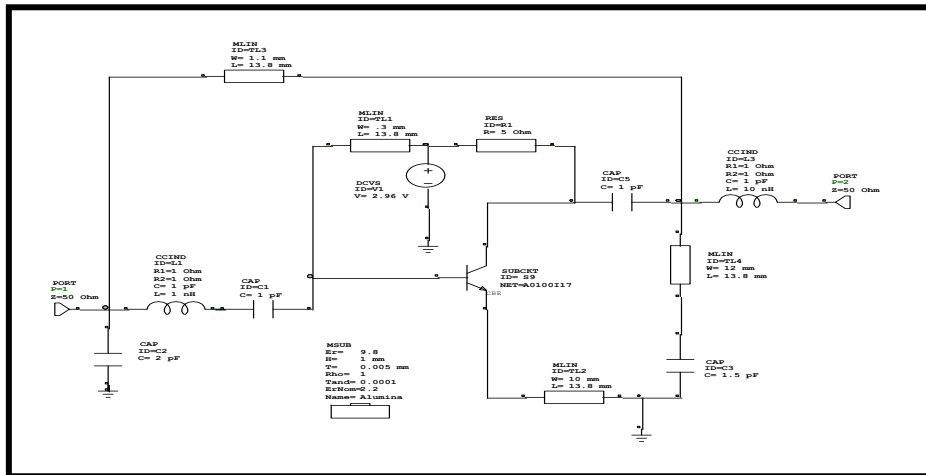 MLIN
ID=TL3
W= 1.1 mm
L= 13.8 mm
MLIN
ID=TL1
W= .3 mm
L= 13.8 mm
RES
ID=R1
R= 5 Ohm
DCVS
ID=V1
V= 2.96 V
CAP
ID=C5
C= 1 pF
CCIND
ID=L3
R1=1 Ohm
R2=1 Ohm
C= 1 pF
L= 10 nH
PORT
P=2
Z=50 Ohm
CCIND
ID=L1
R1=1 Ohm
R2=1 Ohm
C= 1 pF
L= 1 nH
PORT
P=1
Z=50 Ohm
CAP
ID=C1
C= 1 pF
SUBCKT
ID= S9
NET=A0100I17
CBE
MLIN
ID=TL4
W= 12 mm
L= 13.8 mm
CAP
ID=C2
C= 2 pF
MSUB
Er= 9.8
H= 1 mm
T= 0.005 mm
Rho= 1
Tand= 0.0001
ErNom=2.2
Name= Alumina
MLIN
ID=TL2
W= 10 mm
L= 13.8 mm
CAP
ID=C3
C= 1.5 pF